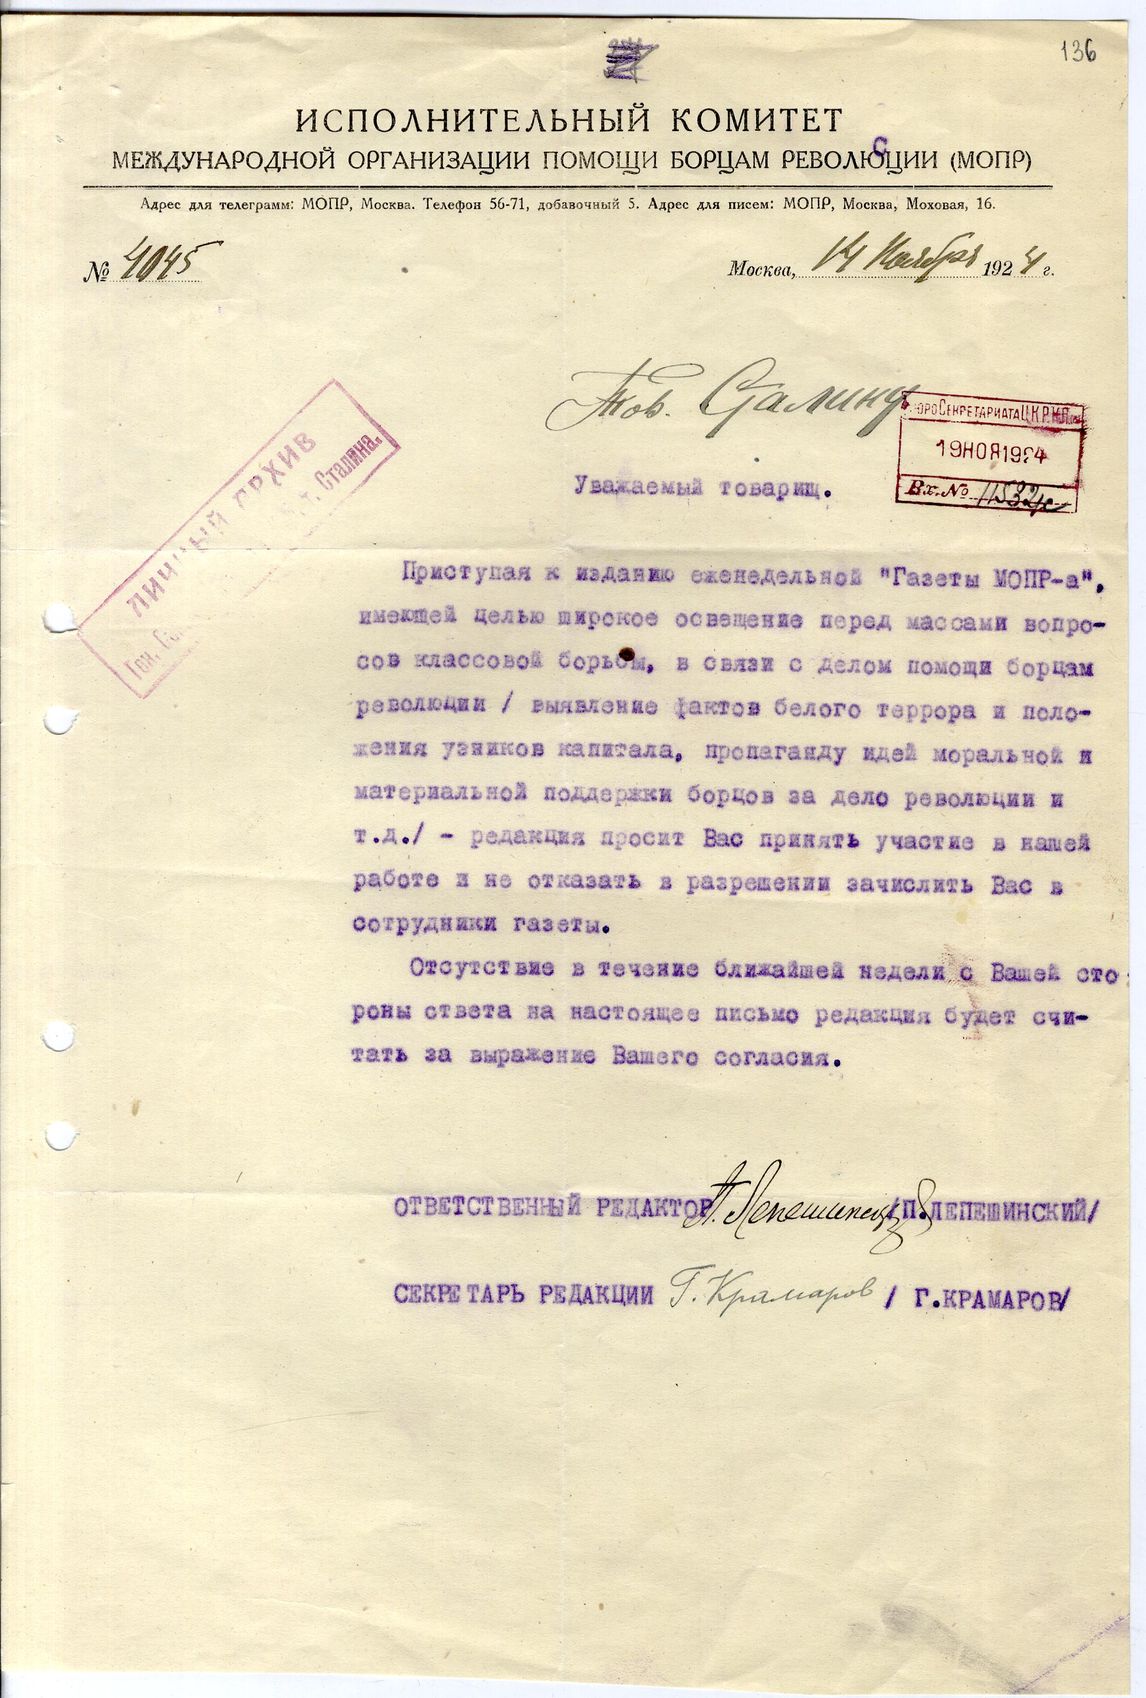 136
ИСПОЛНИТЕЛЬНЫЙ КОМИТЕТ
МЕЖДУНАРОДНОЙ ОРГАНИЗАЦИИ ПОМОЩИ БОРЦАМ РЕВОЛЮЦИИ (МОПР)
Адрес для телеграмм: МОПР, Москва. Телефон 56-71, добавочный 5. Адрес для писем: МОПР, Москва, Моховая, 16.
№ 4045
Москва, 14 Ноября 1924 г.
Тов. Сталину
БЮРО СЕКРЕТАРИАТА Ц.К.Р.К.П.
19 НОЯ 1924
Вх. №
ЛИЧНЫЙ АРХИВ
Ген. т. Сталина.
Уважаемый товарищ.
Приступая к изданию еженедельной "Газеты МОПР-а",
имеющей целью широкое освещение перед массами вопро-
сов классовой борьбы, в связи с делом помощи борцам
революции / выявление фактов белого террора и поло-
жения узников капитала, пропаганду идей моральной и
материальной поддержки борцов за дело революции и
т.д./ - редакция просит Вас принять участие в нашей
работе и не отказать в разрешении зачислить Вас в
сотрудники газеты.
Отсутствие в течение ближайшей недели с Вашей сто
роны ответа на настоящее письмо редакция будет счи-
тать за выражение Вашего согласия.
ОТВЕТСТВЕННЫЙ РЕДАКТОР П. Лепешинский /П.ЛЕПЕШИНСКИЙ/
СЕКРЕТАРЬ РЕДАКЦИИ Г. Крамаров / Г.КРАМАРОВ/